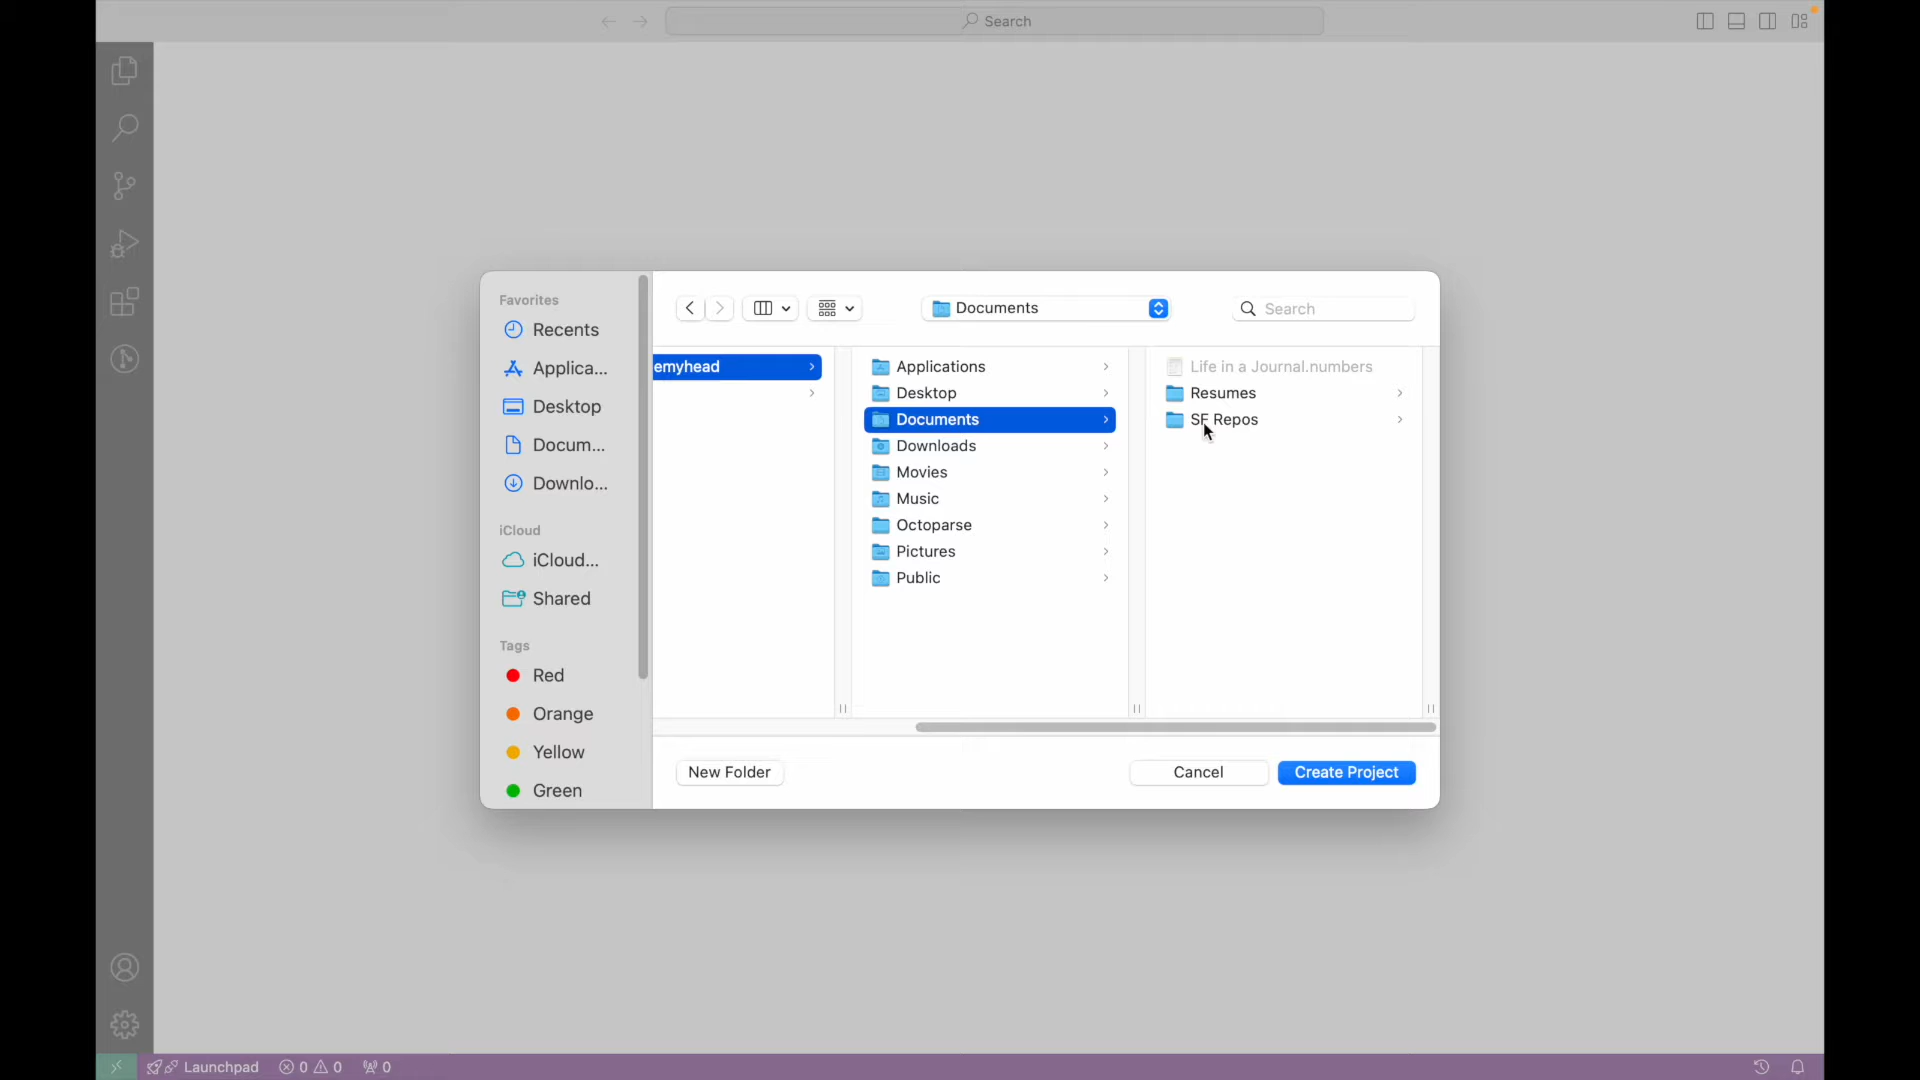 Search
Favorites
Recents
Applica...
Desktop
Docum...
Downlo...
iCloud
iCloud...
Shared
Tags
Red
Orange
Yellow
Green
Documents
Search
emyhead
Applications
Desktop
Documents
Downloads
Movies
Music
Octoparse
Pictures
Public
Life in a Journal.numbers
Resumes
SF Repos
New Folder
Cancel
Create Project
Launchpad
0
0
0